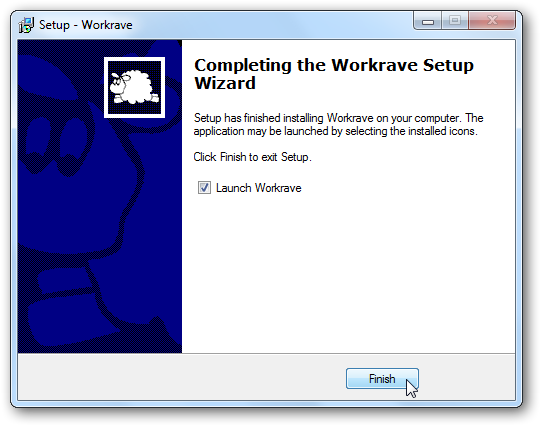 Setup - Workrave
Completing the Workrave Setup
Wizard
Setup has finished installing Workrave on your computer. The
application may be launched by selecting the installed icons.
Click Finish to exit Setup.
Launch Workrave
Finish